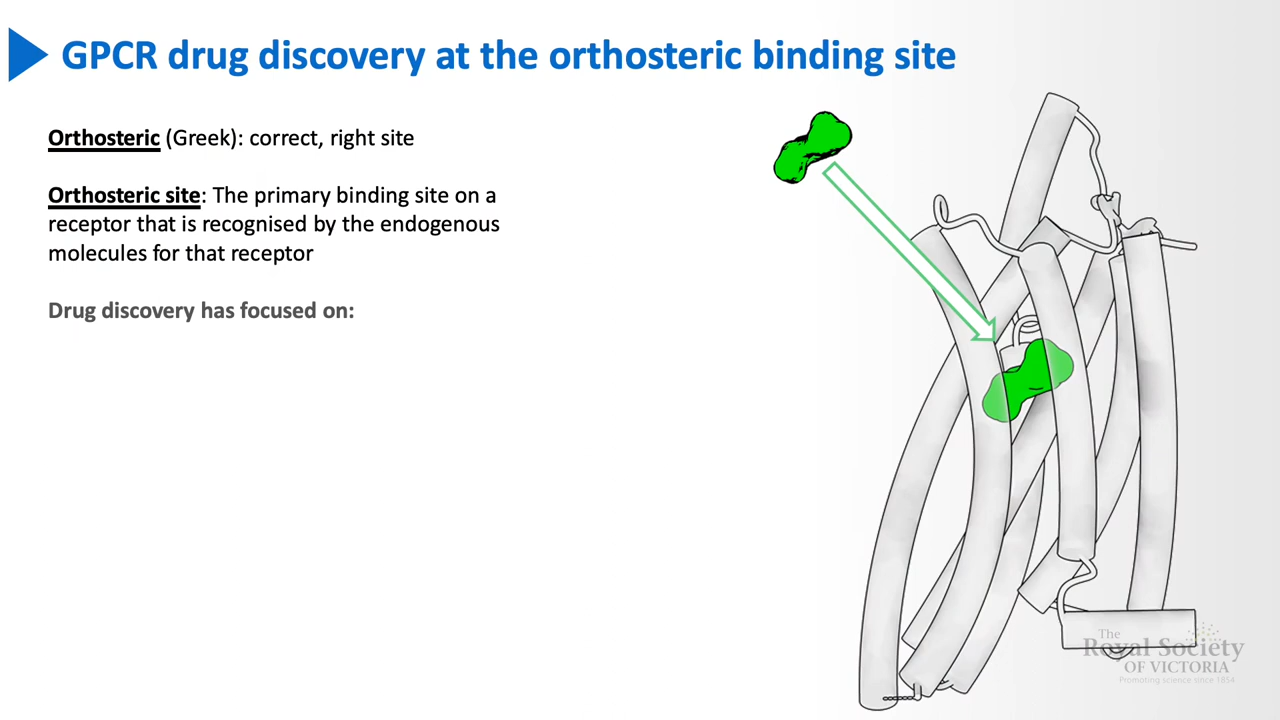 GPCR drug discovery at the orthosteric binding site
Orthosteric (Greek): correct, right site
Orthosteric site: The primary binding site on a
receptor that is recognised by the endogenous
molecules for that receptor
Drug discovery has focused on:
The
Royal Society
OF VICTORIA
Promoting science since 1854